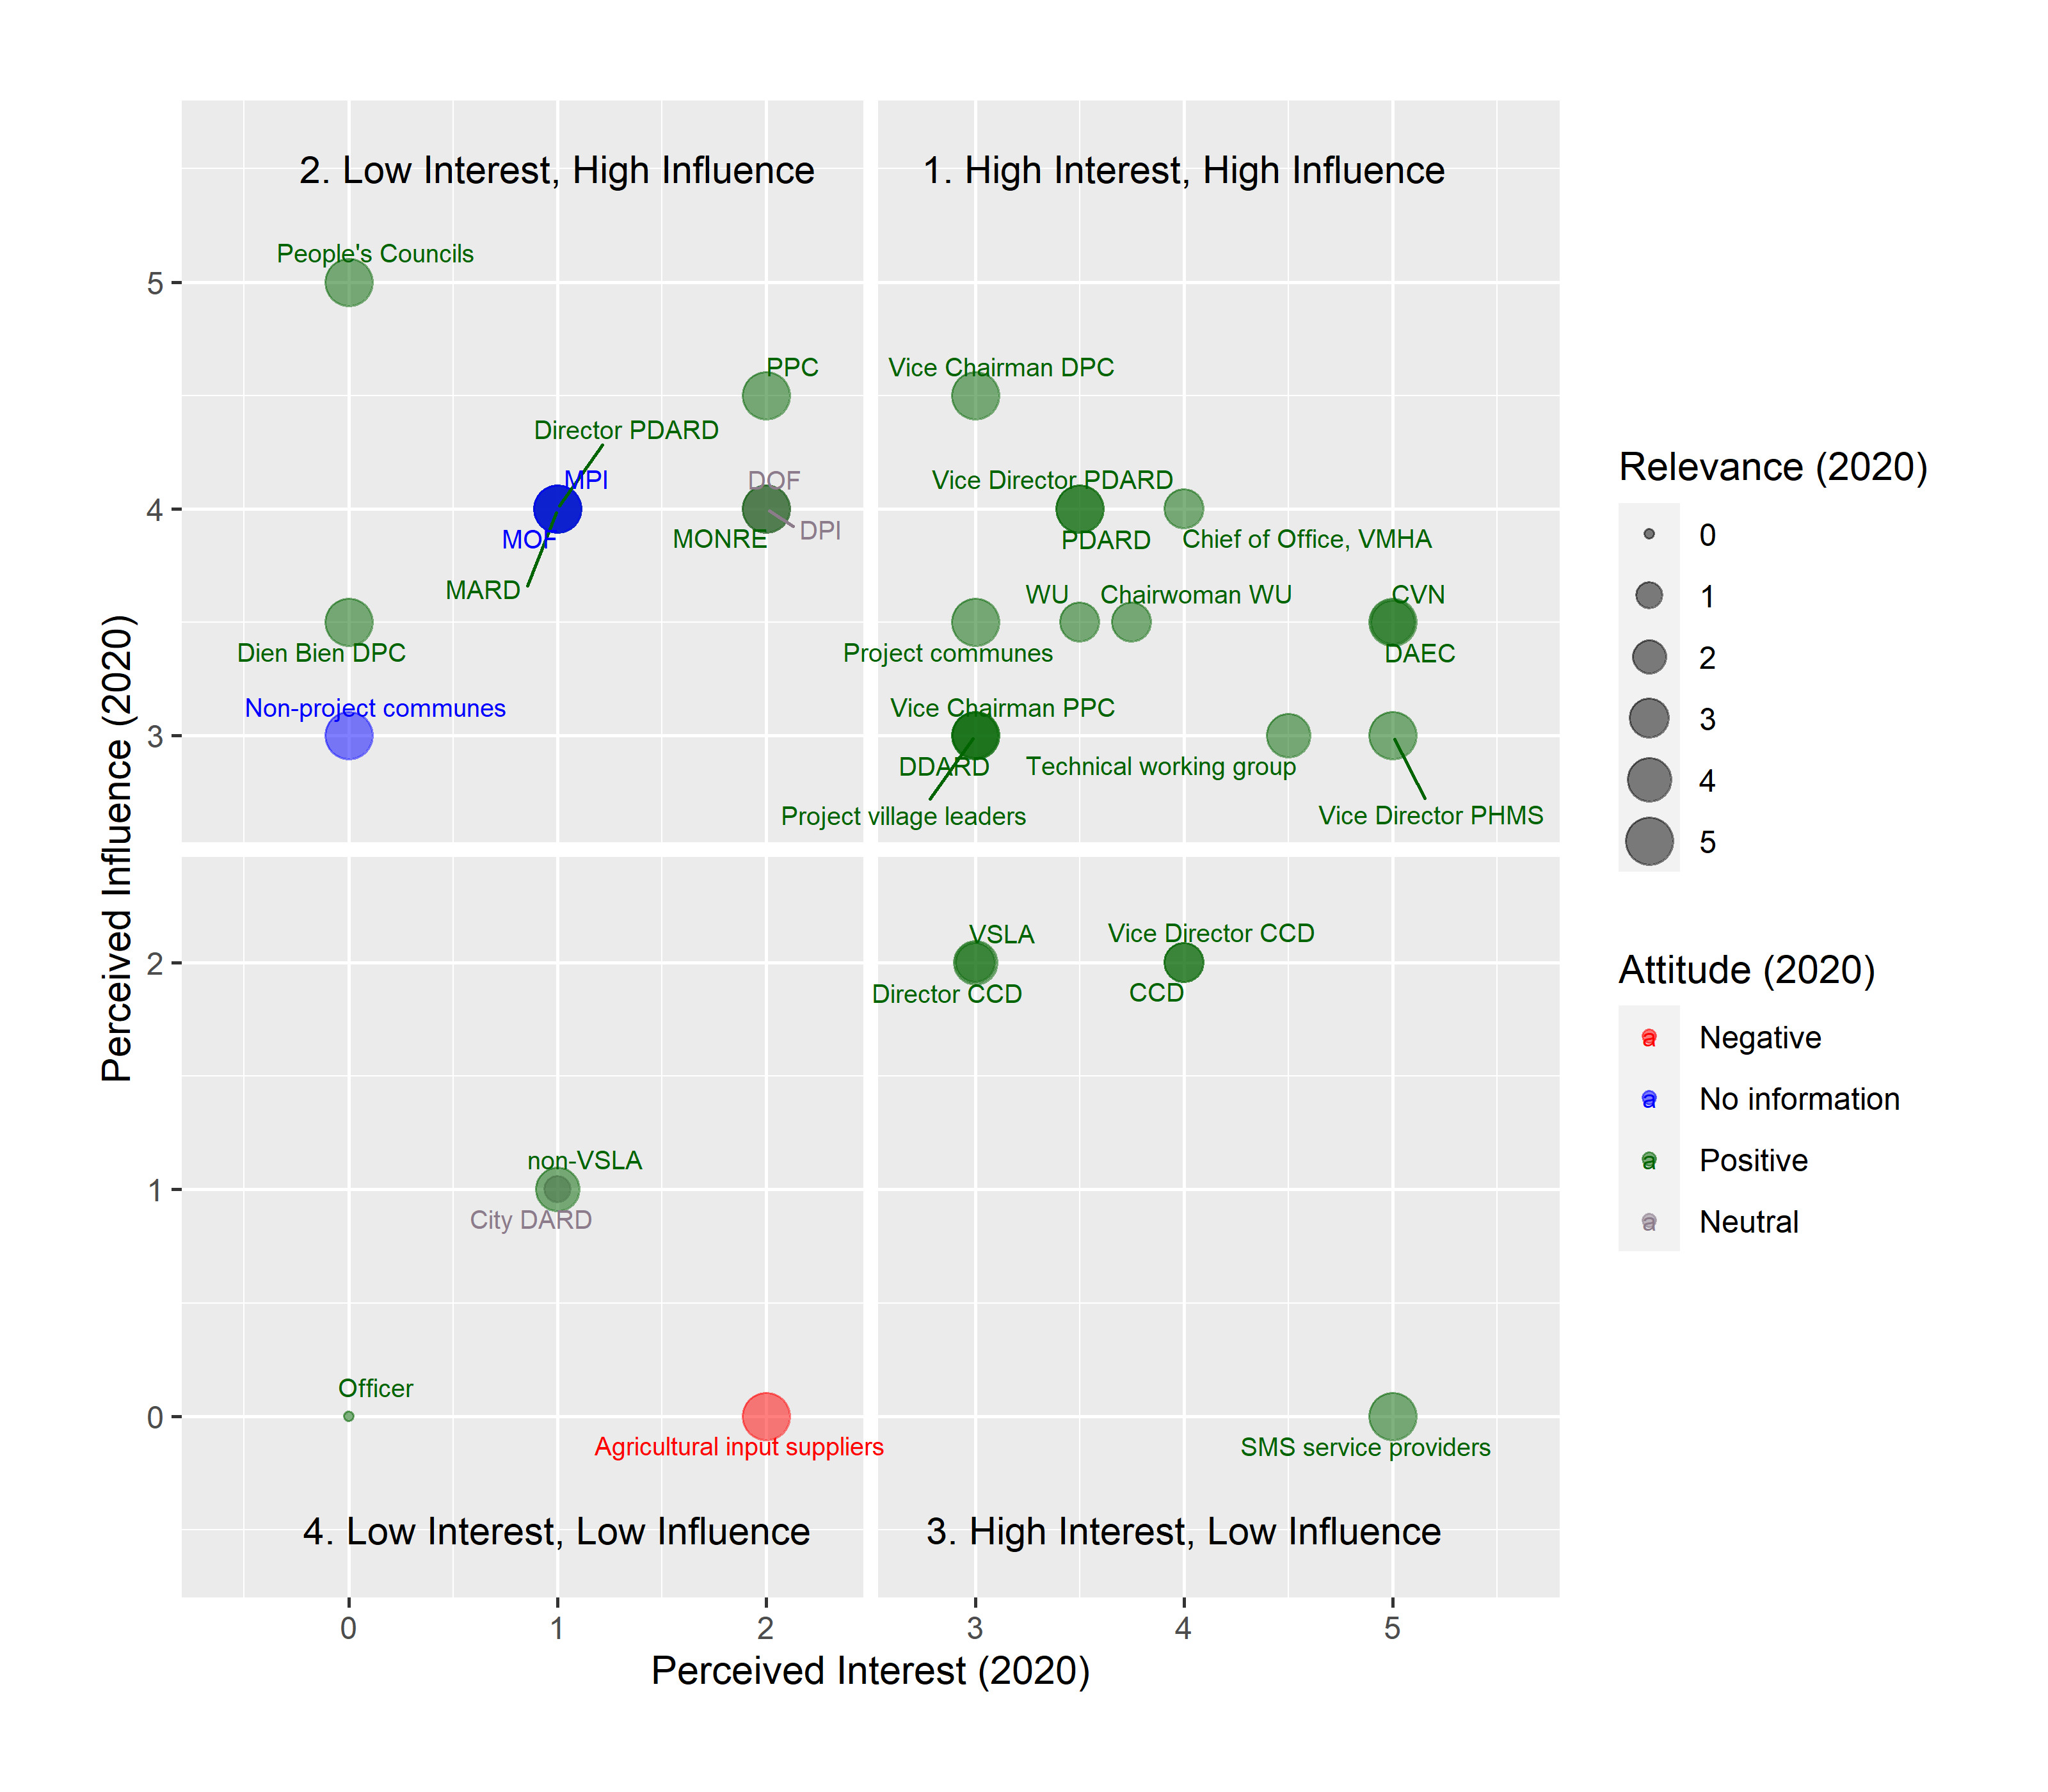 2. Low Interest, High Influence
1. High Interest, High Influence
People's Councils
5
PPC
Vice Chairman DPC
Director PDARD
MPI
DOF
Vice Director PDARD
4
MOF
MONRE
DPI
PDARD
Chief of Office, VMHA
MARD
WU
Chairwoman WU
CVN
Dien Bien DPC
Project communes
DAEC
Non-project communes
Vice Chairman PPC
3
DDARD
Technical working group
Project village leaders
Vice Director PHMS
VSLA
Vice Director CCD
2
Director CCD
CCD
non-VSLA
1
City DARD
Officer
0
Agricultural input suppliers
SMS service providers
4. Low Interest, Low Influence
3. High Interest, Low Influence
0
1
2
3
4
5
Perceived Interest (2020)
Perceived Influence (2020)
Relevance (2020)
0
1
2
3
4
5
Attitude (2020)
a Negative
a No information
a Positive
a Neutral